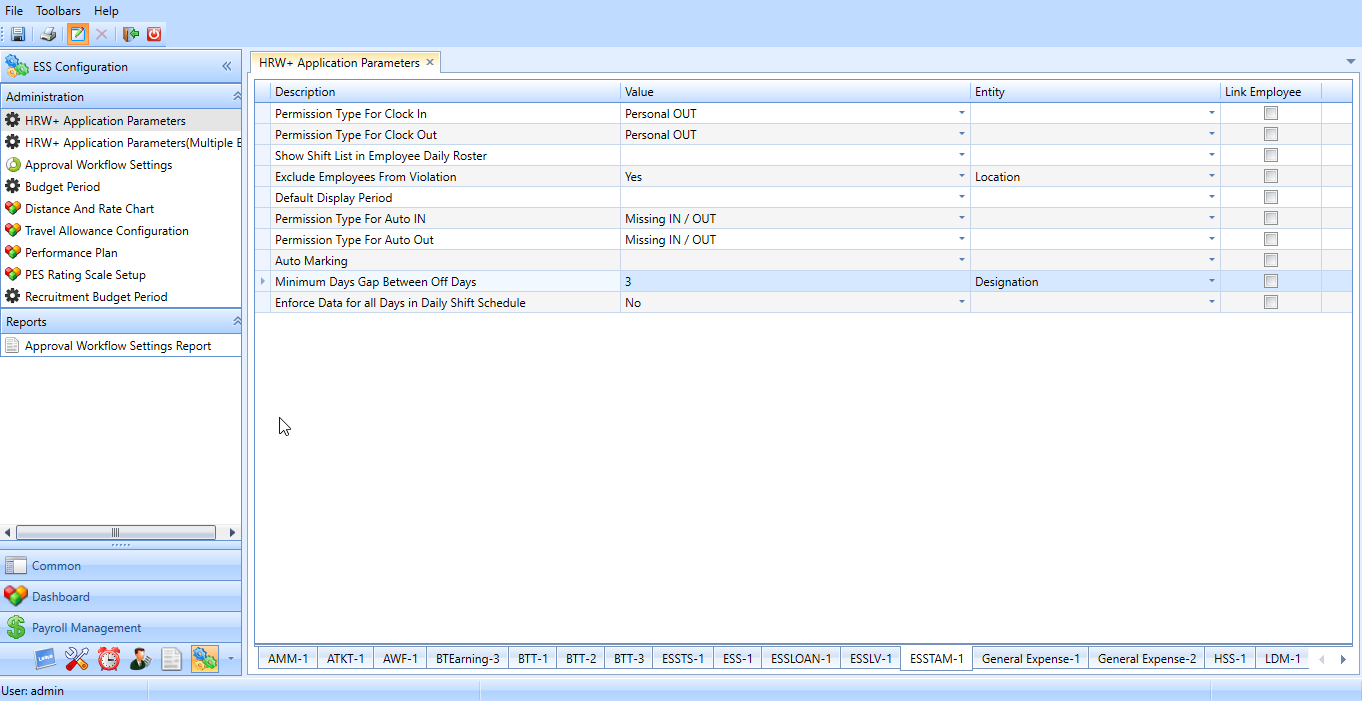 File Toolbars Help
ESS Configuration
HRW+ Application Parameters
Administration
HRW+ Application Parameters
HRW+ Application Parameters(Multiple E
Approval Workflow Settings
Budget Period
Distance And Rate Chart
Travel Allowance Configuration
Performance Plan
PES Rating Scale Setup
Recruitment Budget Period
Reports
Approval Workflow Settings Report
Common
Dashboard
Payroll Management
Description Value Entity Link Employee
Permission Type For Clock In Personal OUT
Permission Type For Clock Out Personal OUT
Show Shift List in Employee Daily Roster
Exclude Employees From Violation Yes Location
Default Display Period
Permission Type For Auto IN Missing IN / OUT
Permission Type For Auto Out Missing IN / OUT
Auto Marking
Minimum Days Gap Between Off Days 3 Designation
Enforce Data for all Days in Daily Shift Schedule No
AMM-1 ATKT-1 AWF-1 BTEarning-3 BTT-1 BTT-2 BTT-3 ESSTS-1 ESS-1 ESSLOAN-1 ESSLV-1 ESSTAM-1 General Expense-1 General Expense-2 HSS-1 LDM-1
User: admin